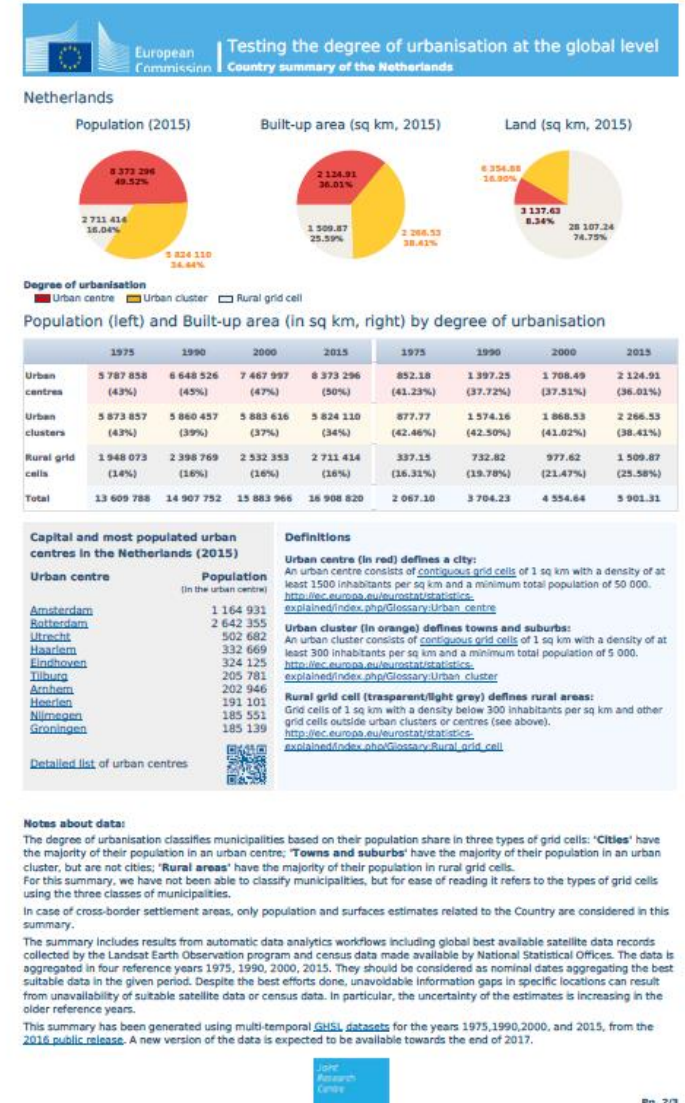 European
Commission
Testing the degree of urbanisation at the global level
Country summary of the Netherlands
Netherlands
Population (2015)
Built-up area (sq km, 2015)
Land (sq km, 2015)
8 373 296
49.52%
2 711 414
16.04%
5 824 110
34.44%
2 124.91
36.01%
1 509.87
25.59%
2 266.53
38.41%
6 354.88
16.90%
3 137.63
8.34%
28 107.24
74.75%
Degree of urbanisation
Urban centre Urban cluster Rural grid cell
Population (left) and Built-up area (in sq km, right) by degree of urbanisation
1975 1990 2000 2015 1975 1990 2000 2015
Urban centres 5 787 858 (43%) 6 648 526 (45%) 7 467 997 (47%) 8 373 296 (50%) 852.18 (41.23%) 1 397.25 (37.72%) 1 708.49 (37.51%) 2 124.91 (36.01%)
Urban clusters 5 873 857 (43%) 5 860 457 (39%) 5 883 616 (37%) 5 824 110 (34%) 877.77 (42.46%) 1 574.16 (42.50%) 1 868.53 (41.02%) 2 266.53 (38.41%)
Rural grid cells 1 948 073 (14%) 2 398 769 (16%) 2 532 353 (16%) 2 711 414 (16%) 337.15 (16.31%) 732.82 (19.78%) 977.62 (21.47%) 1 509.87 (25.58%)
Total 13 609 788 14 907 752 15 883 966 16 908 820 2 067.10 3 704.23 4 554.64 5 901.31
Capital and most populated urban
centres in the Netherlands (2015)
Urban centre Population
(in the urban centre)
Amsterdam 1 164 931
Rotterdam 2 642 355
Utrecht 502 682
Haarlem 332 669
Eindhoven 324 125
Tilburg 205 781
Arnhem 202 946
Heerlen 191 101
Nijmegen 185 551
Groningen 185 139
Detailed list of urban centres
Definitions
Urban centre (in red) defines a city:
An urban centre consists of contiguous grid cells of 1 sq km with a density of at
least 1500 inhabitants per sq km and a minimum total population of 50 000.
http://ec.europa.eu/eurostat/statistics-
explained/index.php/Glossary:Urban_centre
Urban cluster (in orange) defines towns and suburbs:
An urban cluster consists of contiguous grid cells of 1 sq km with a density of at
least 300 inhabitants per sq km and a minimum total population of 5 000.
http://ec.europa.eu/eurostat/statistics-
explained/index.php/Glossary:Urban_cluster
Rural grid cell (trasparent/light grey) defines rural areas:
Grid cells of 1 sq km with a density below 300 inhabitants per sq km and other
grid cells outside urban clusters or centres (see above).
http://ec.europa.eu/eurostat/statistics-
explained/index.php/Glossary:Rural_grid_cell
Notes about data:
The degree of urbanisation classifies municipalities based on their population share in three types of grid cells: 'Cities' have
the majority of their population in an urban centre; 'Towns and suburbs' have the majority of their population in an urban
cluster, but are not cities; 'Rural areas' have the majority of their population in rural grid cells.
For this summary, we have not been able to classify municipalities, but for ease of reading it refers to the types of grid cells
using the three classes of municipalities.
In case of cross-border settlement areas, only population and surfaces estimates related to the Country are considered in this
summary.
The summary includes results from automatic data analytics workflows including global best available satellite data records
collected by the Landsat Earth Observation program and census data made available by National Statistical Offices. The data is
aggregated in four reference years 1975, 1990, 2000, 2015. They should be considered as nominal dates aggregating the best
suitable data in the given period. Despite the best efforts done, unavoidable information gaps in specific locations can result
from unavailability of suitable satellite data or census data. In particular, the uncertainty of the estimates is increasing in the
older reference years.
This summary has been generated using multi-temporal GHSL datasets for the years 1975,1990,2000, and 2015, from the
2016 public release. A new version of the data is expected to be available towards the end of 2017.
Joint
Research
Centre
Pg. 2/3